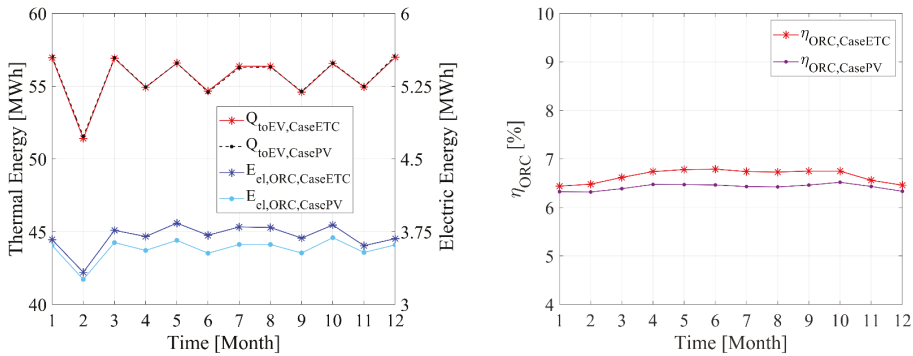 60
55
50
45
40
Thermal Energy [MWh]
6
5.25
4.5
3.75
3
Electric Energy [MWh]
Q_toEV,CaseETC
Q_toEV,CasePV
E_el,ORC,CaseETC
E_el,ORC,CasePV
1 2 3 4 5 6 7 8 9 10 11 12
Time [Month]
10
9
8
7
6
5
4
η_ORC [%]
η_ORC,CaseETC
η_ORC,CasePV
1 2 3 4 5 6 7 8 9 10 11 12
Time [Month]